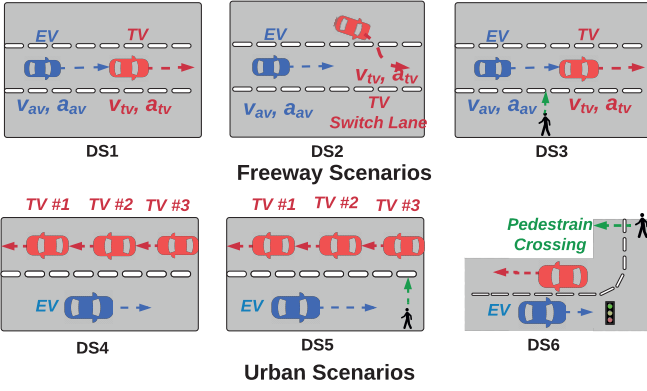 EV TV
v_av, a_av v_tv, a_tv
DS1
EV
v_tv, a_tv
v_av, a_av
TV
Switch Lane
DS2
EV TV
v_av, a_av v_tv, a_tv
DS3
Freeway Scenarios
TV #1 TV #2 TV #3
EV
DS4
TV #1 TV #2 TV #3
EV
DS5
Pedestrain
Crossing
EV
DS6
Urban Scenarios